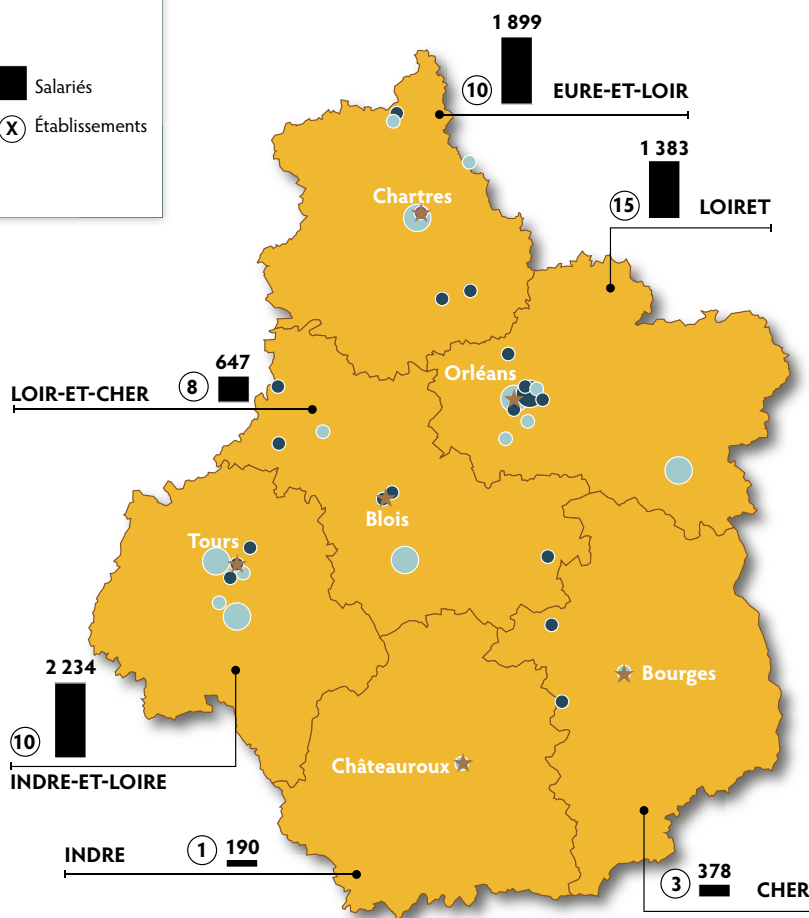 Salariés
X Établissements
1 899
10 EURE-ET-LOIR
1 383
15 LOIRET
Chartres
647
LOIR-ET-CHER 8
Orléans
Blois
Tours
2 234
10
INDRE-ET-LOIRE
Bourges
Châteauroux
INDRE 1 190
378
3 CHER